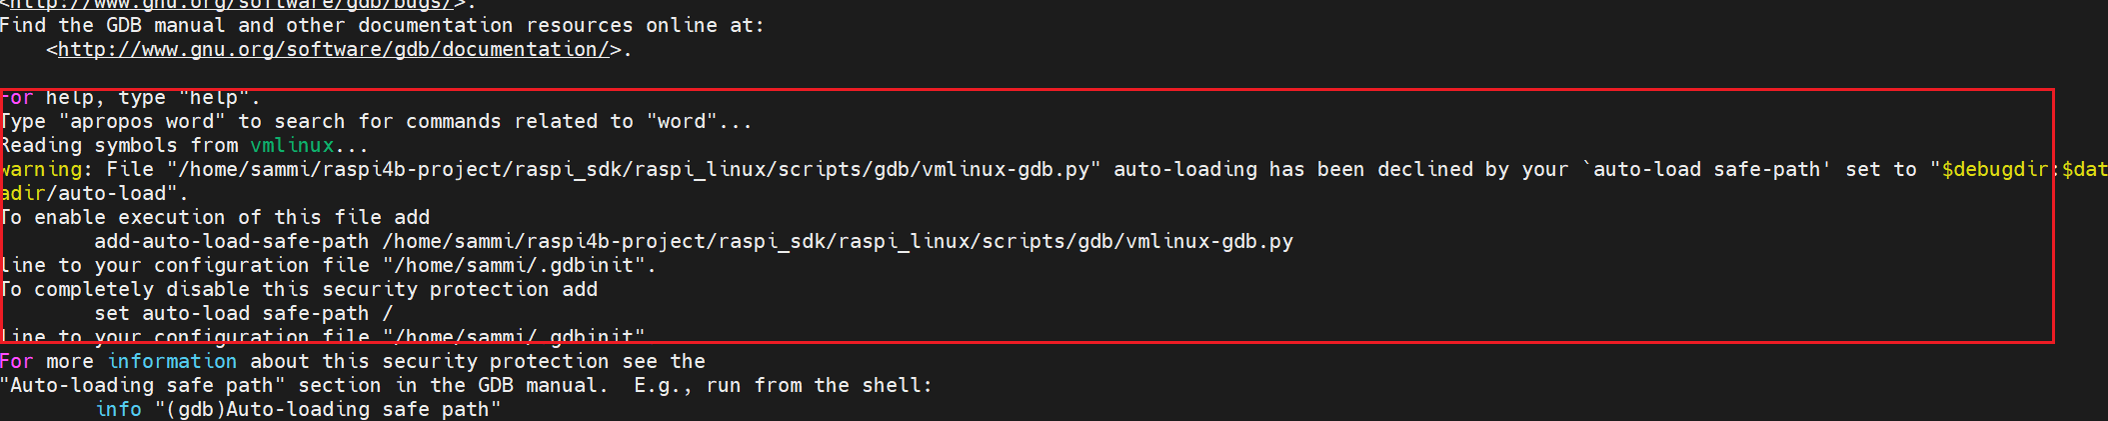 <http://www.gnu.org/software/gdb/bugs/>.
Find the GDB manual and other documentation resources online at:
    <http://www.gnu.org/software/gdb/documentation/>.

For help, type "help".
Type "apropos word" to search for commands related to "word"...
Reading symbols from vmlinux...
warning: File "/home/sammi/raspi4b-project/raspi_sdk/raspi_linux/scripts/gdb/vmlinux-gdb.py" auto-loading has been declined by your `auto-load safe-path' set to "$debugdir:$dat
adir/auto-load".
To enable execution of this file add
        add-auto-load-safe-path /home/sammi/raspi4b-project/raspi_sdk/raspi_linux/scripts/gdb/vmlinux-gdb.py
line to your configuration file "/home/sammi/.gdbinit".
To completely disable this security protection add
        set auto-load safe-path /
line to your configuration file "/home/sammi/.gdbinit".
For more information about this security protection see the
"Auto-loading safe path" section in the GDB manual.  E.g., run from the shell:
        info "(gdb)Auto-loading safe path"